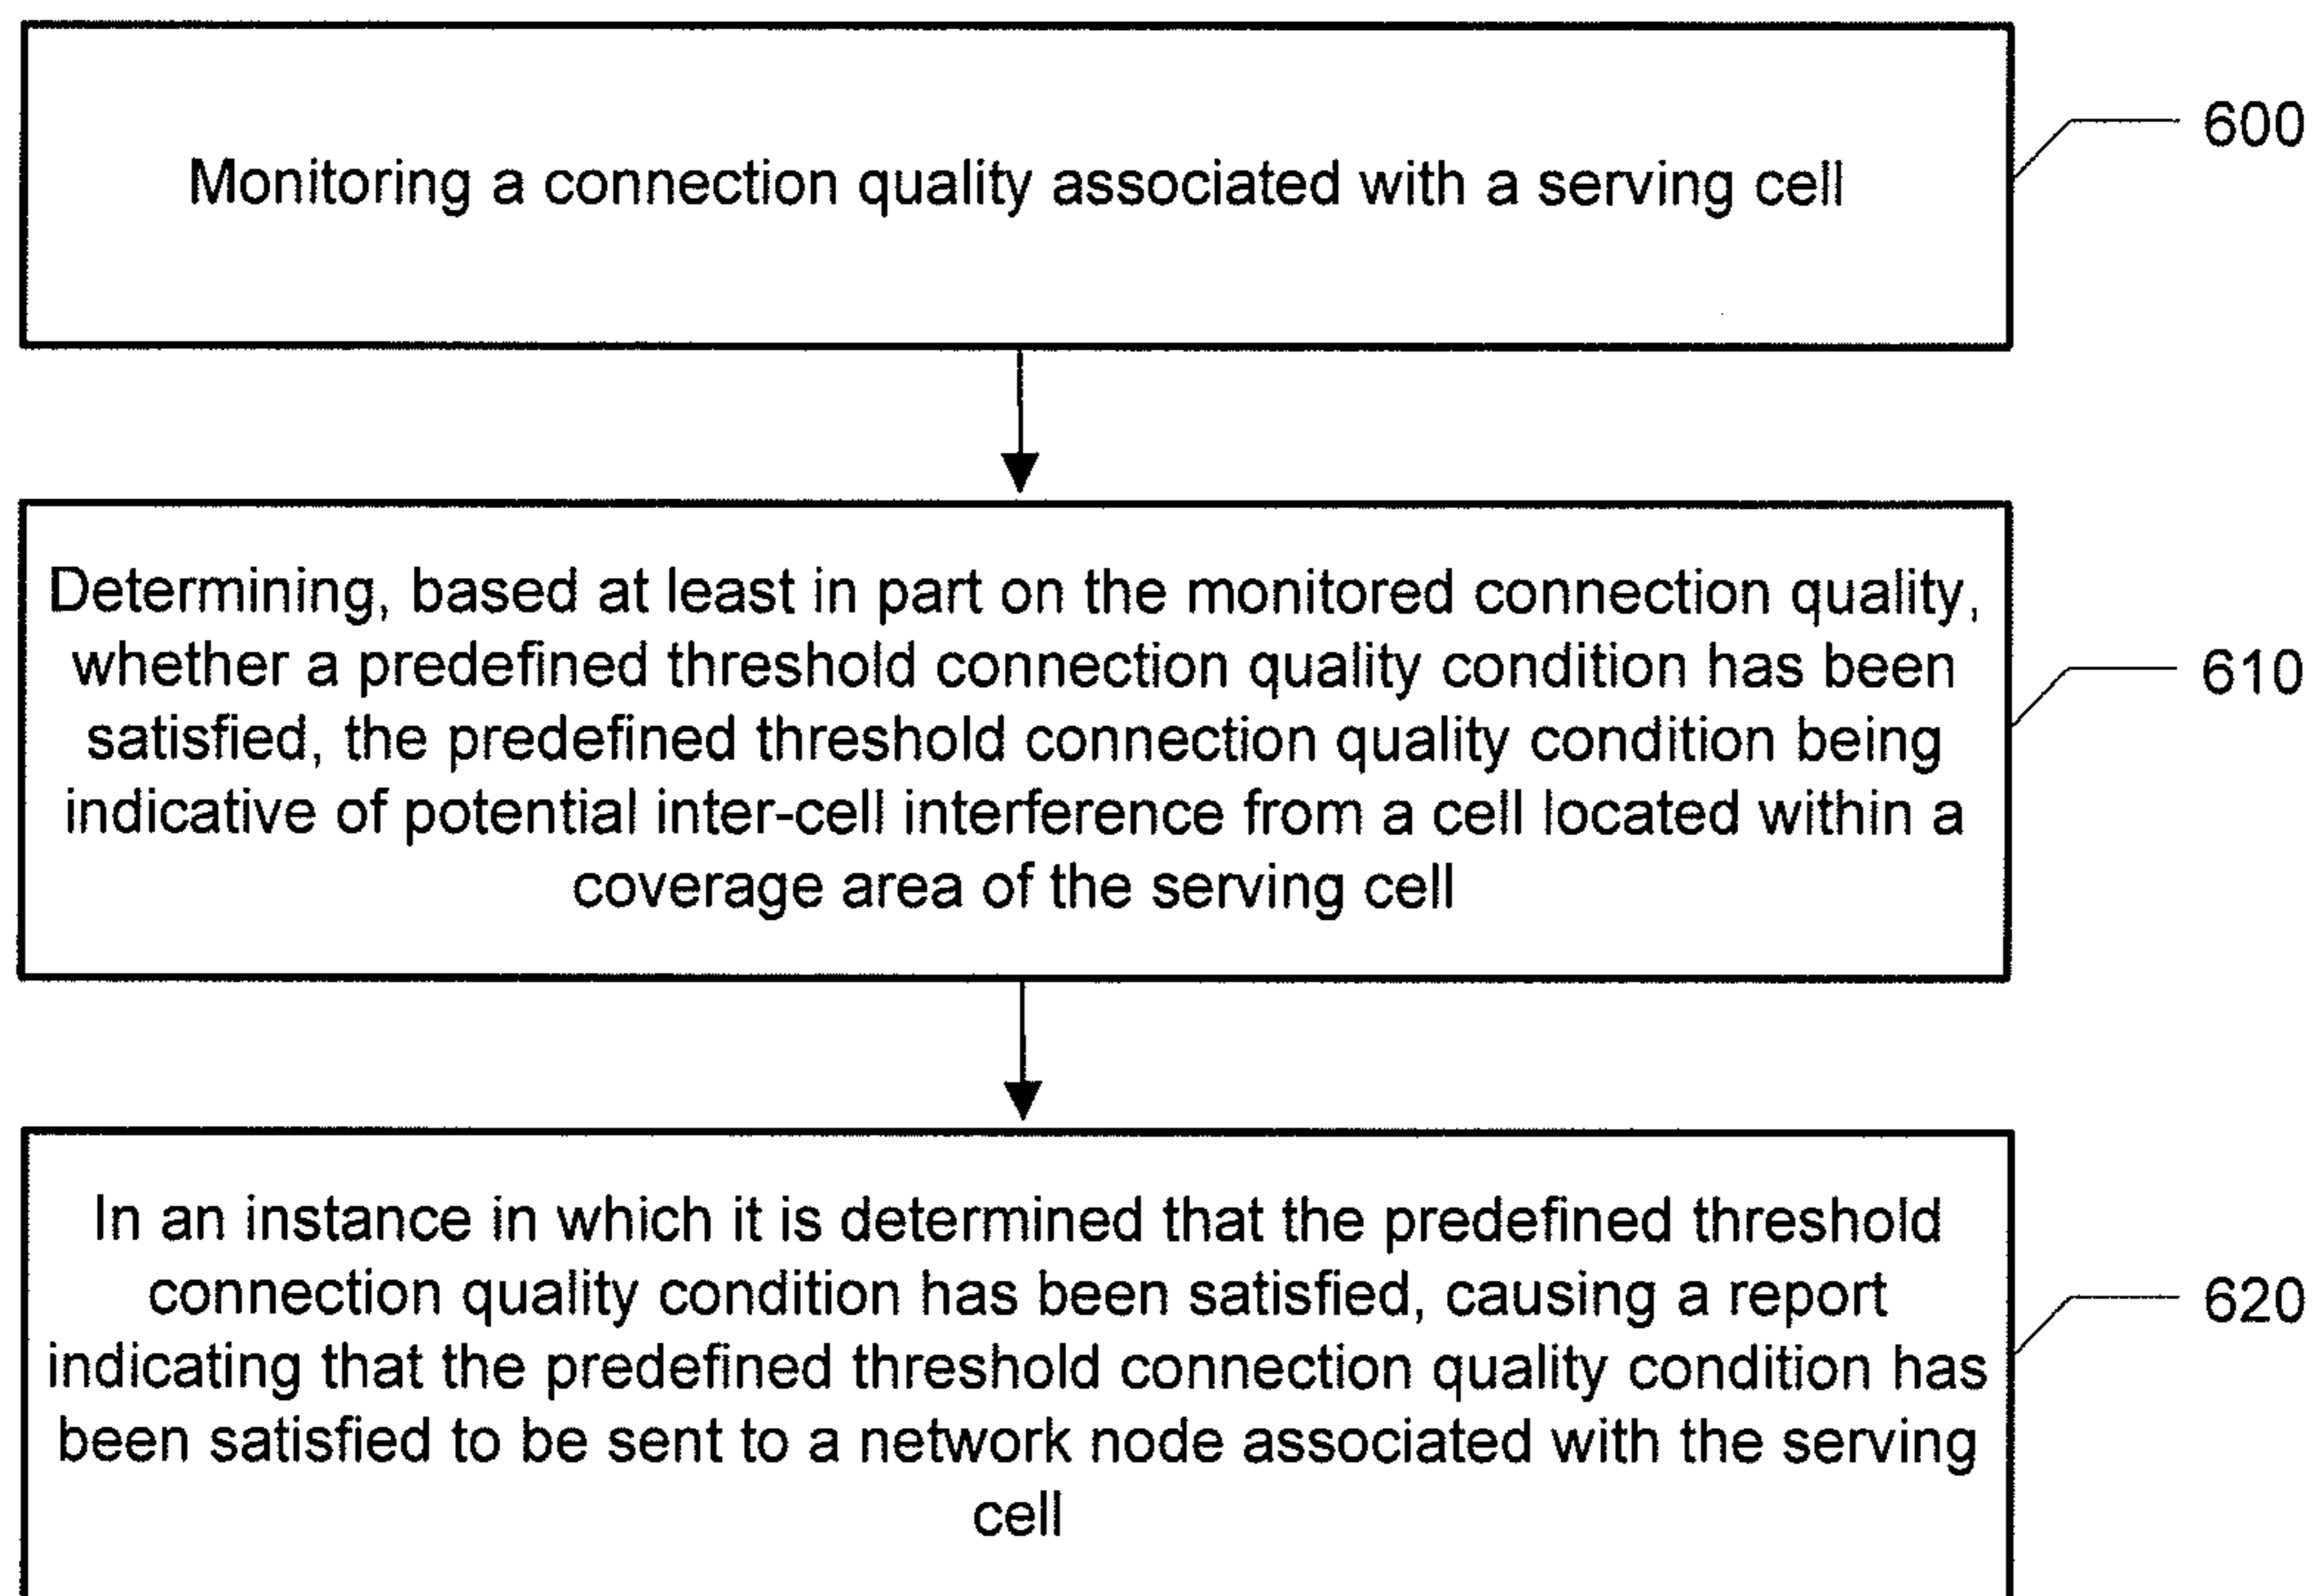 Monitoring a connection quality associated with a serving cell
600
Determining, based at least in part on the monitored connection quality,
whether a predefined threshold connection quality condition has been
satisfied, the predefined threshold connection quality condition being
indicative of potential inter-cell interference from a cell located within a
coverage area of the serving cell
610
In an instance in which it is determined that the predefined threshold
connection quality condition has been satisfied, causing a report
indicating that the predefined threshold connection quality condition has
been satisfied to be sent to a network node associated with the serving
cell
620